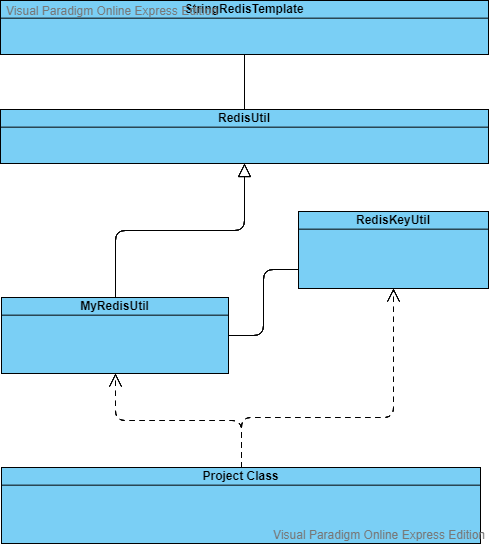 Visual Paradigm Online Express Edition
StringRedisTemplate
RedisUtil
RedisKeyUtil
MyRedisUtil
Project Class
Visual Paradigm Online Express Edition